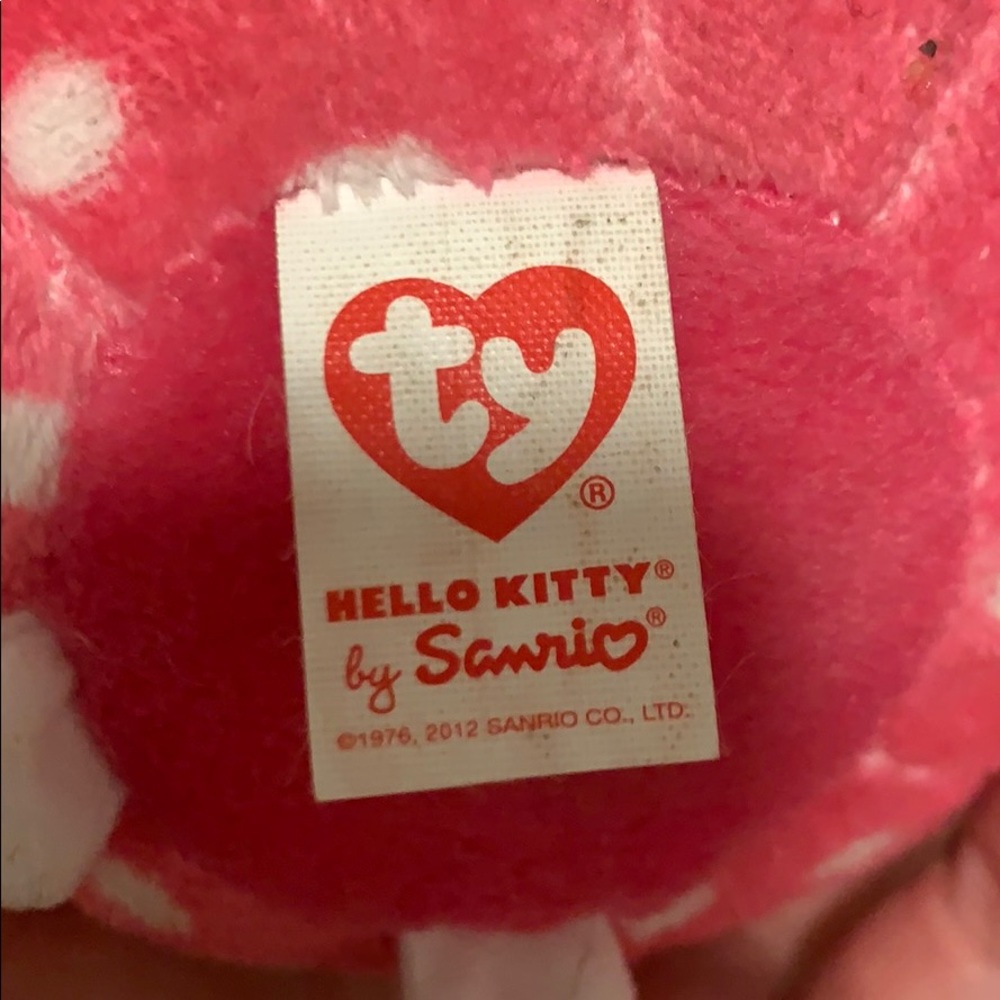 ty®
HELLO KITTY®
by Sanrio®
©1976, 2012 SANRIO CO., LTD.